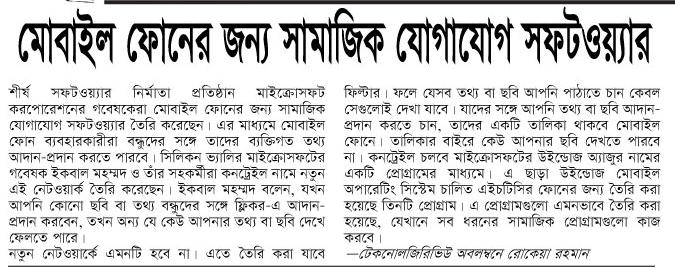 মোবাইল ফোনের জন্য সামাজিক যোগাযোগ সফটওয়্যার
শীর্ষ সফটওয়্যার নির্মাতা প্রতিষ্ঠান মাইক্রোসফট
করপোরেশনের গবেষকেরা মোবাইল ফোনের জন্য সামাজিক
যোগাযোগ সফটওয়্যার তৈরি করেছেন। এর মাধ্যমে মোবাইল
ফোন ব্যবহারকারীরা বন্ধুদের সঙ্গে তাদের ব্যক্তিগত তথ্য
আদান-প্রদান করতে পারবে। সিলিকন ভ্যালির মাইক্রোসফটের
গবেষক ইকবাল মহম্মদ ও তাঁর সহকর্মীরা কনট্রেইল নামে নতুন
এই নেটওয়ার্ক তৈরি করেছেন। ইকবাল মহম্মদ বলেন, যখন
আপনি কোনো ছবি বা তথ্য বন্ধুদের সঙ্গে ফ্লিকর-এ আদান-
প্রদান করবেন, তখন অন্য যে কেউ আপনার তথ্য বা ছবি দেখে
ফেলতে পারে।
নতুন নেটওয়ার্কে এমনটি হবে না। এতে তৈরি করা যাবে
ফিল্টার। ফলে যেসব তথ্য বা ছবি আপনি পাঠাতে চান কেবল
সেগুলোই দেখা যাবে। যাদের সঙ্গে আপনি তথ্য বা ছবি আদান-
প্রদান করতে চান, তাদের একটি তালিকা থাকবে মোবাইল
ফোনে। তালিকার বাইরে কেউ আপনার ছবি দেখতে পারবে
না। কনট্রেইল চলবে মাইক্রোসফটের উইন্ডোজ অ্যাজুর নামের
একটি প্রোগ্রামের মাধ্যমে। এ ছাড়া উইন্ডোজ মোবাইল
অপারেটিং সিস্টেম চালিত এইচটিসির ফোনের জন্য তৈরি করা
হয়েছে তিনটি প্রোগ্রাম। এ প্রোগ্রামগুলো এমনভাবে তৈরি করা
হয়েছে, যেখানে সব ধরনের সামাজিক প্রোগ্রামগুলো কাজ
করবে।
—টেকনোলজিরিভিউ অবলম্বনে রোকেয়া রহমান